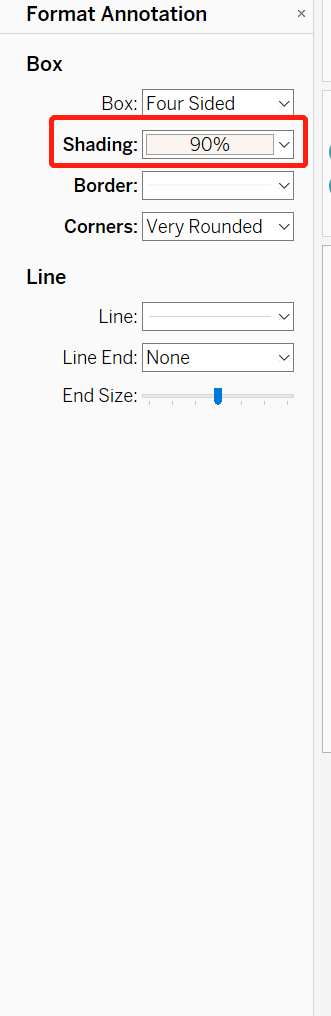 Format Annotation ×
Box
Box: Four Sided
Shading: 90%
Border:
Corners: Very Rounded
Line
Line:
Line End: None
End Size: